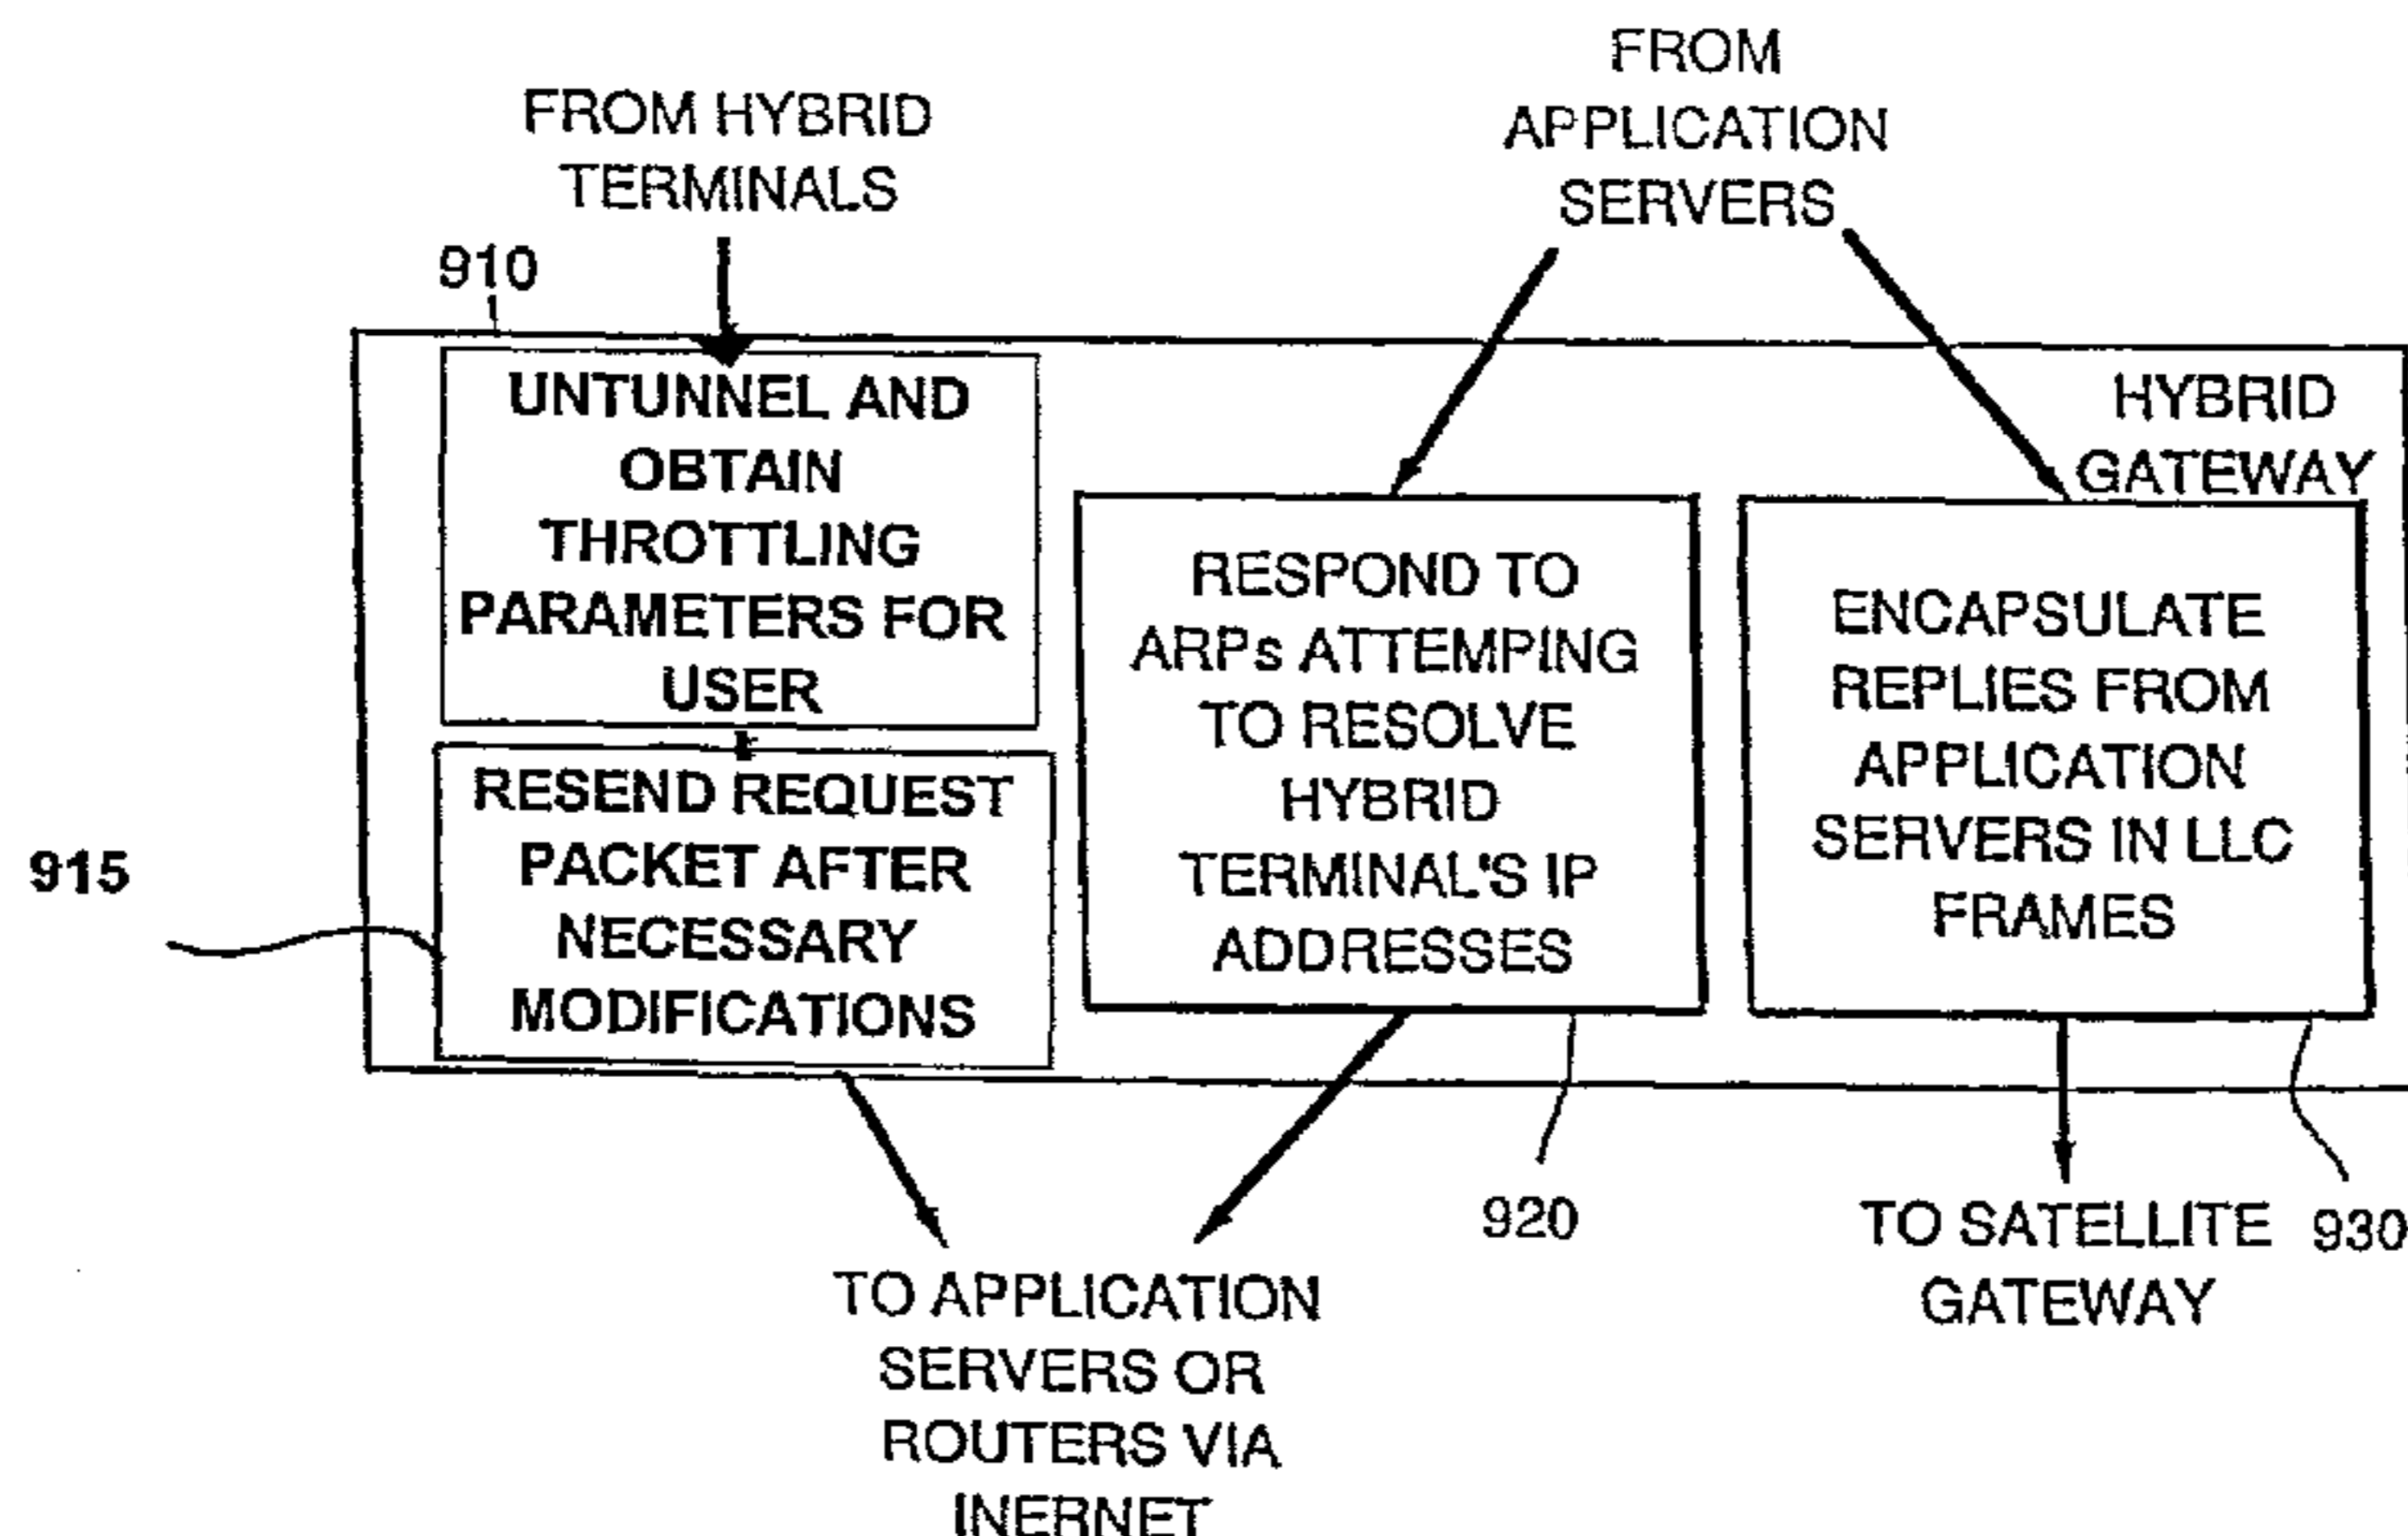 FROM HYBRID
TERMINALS
FROM
APPLICATION
SERVERS
910
HYBRID
GATEWAY
UNTUNNEL AND
OBTAIN
THROTTLING
PARAMETERS FOR
USER
RESEND REQUEST
PACKET AFTER
NECESSARY
MODIFICATIONS
915
RESPOND TO
ARPs ATTEMPING
TO RESOLVE
HYBRID
TERMINAL'S IP
ADDRESSES
ENCAPSULATE
REPLIES FROM
APPLICATION
SERVERS IN LLC
FRAMES
920
930
TO APPLICATION
SERVERS OR
ROUTERS VIA
INERNET
TO SATELLITE
GATEWAY